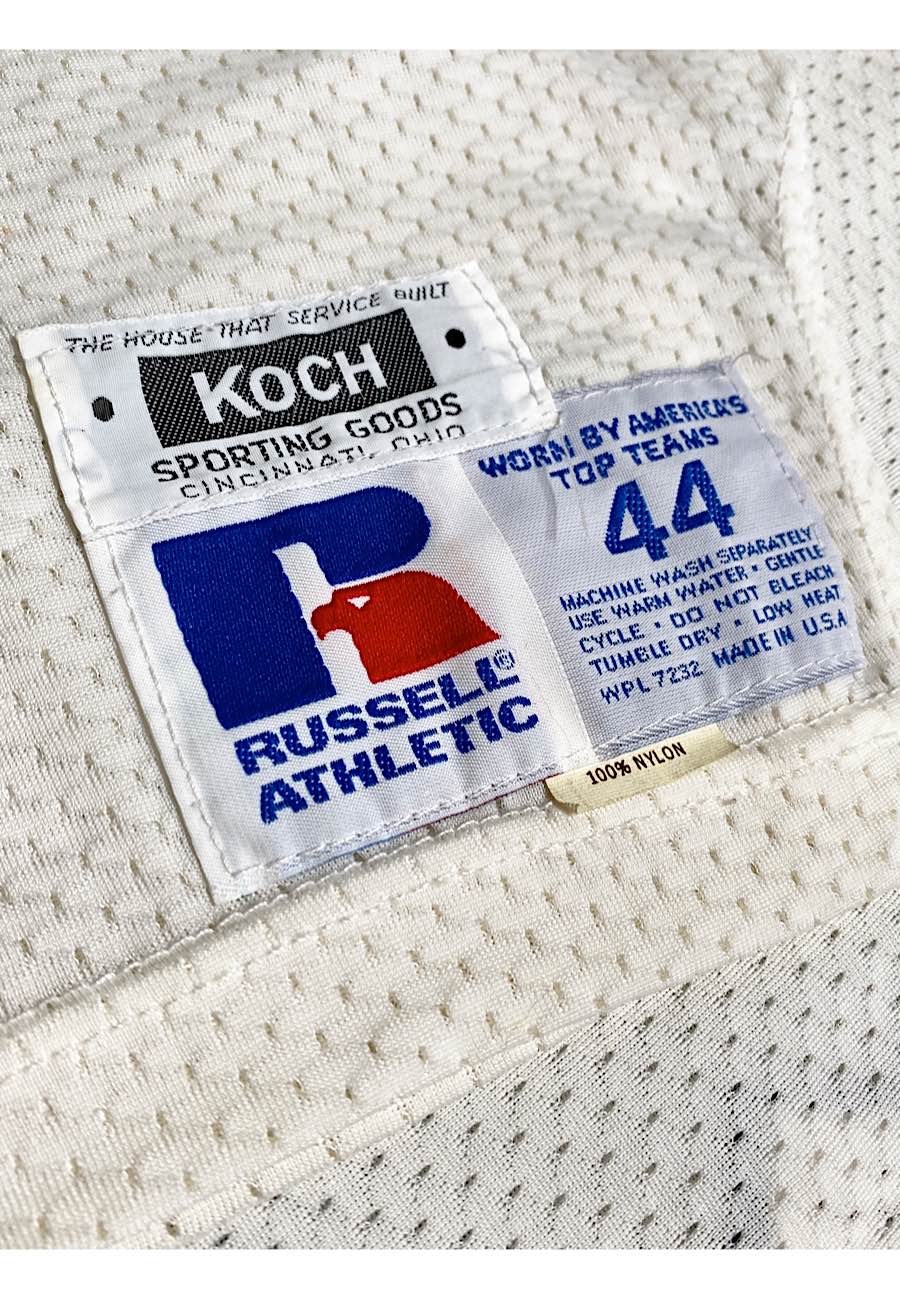 THE HOUSE THAT SERVICE BUILT
KOCH
SPORTING GOODS
CINCINNATI, OHIO
RUSSELL®
ATHLETIC
WORN BY AMERICA'S
TOP TEAMS
44
MACHINE WASH SEPARATELY
USE WARM WATER • GENTLE
CYCLE • DO NOT BLEACH
TUMBLE DRY • LOW HEAT
WPL 7232 MADE IN U.S.A
100% NYLON